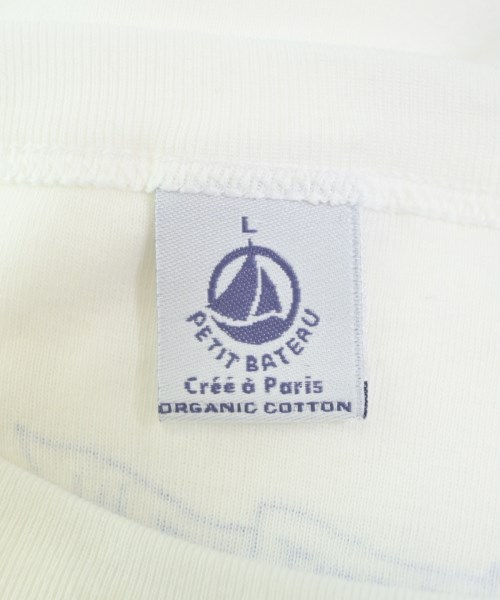 L
PETIT BATEAU
Créé à Paris
ORGANIC COTTON